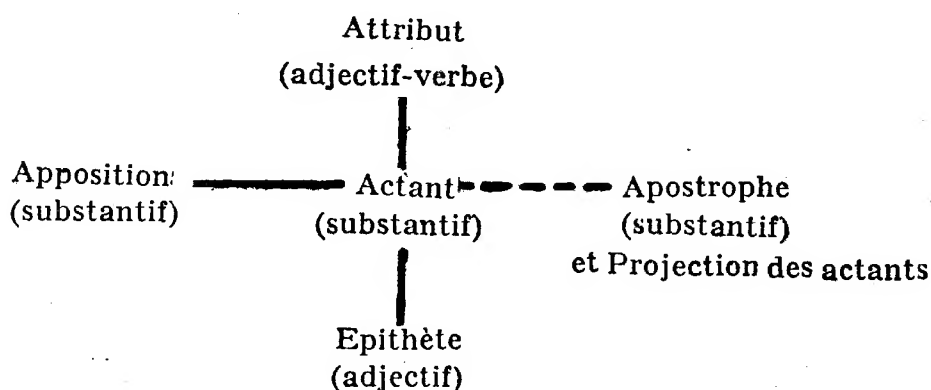 Attribut
(adjectif-verbe)
Apposition
(substantif)
Actant
(substantif)
Apostrophe
(substantif)
et Projection des actants
Epithète
(adjectif)